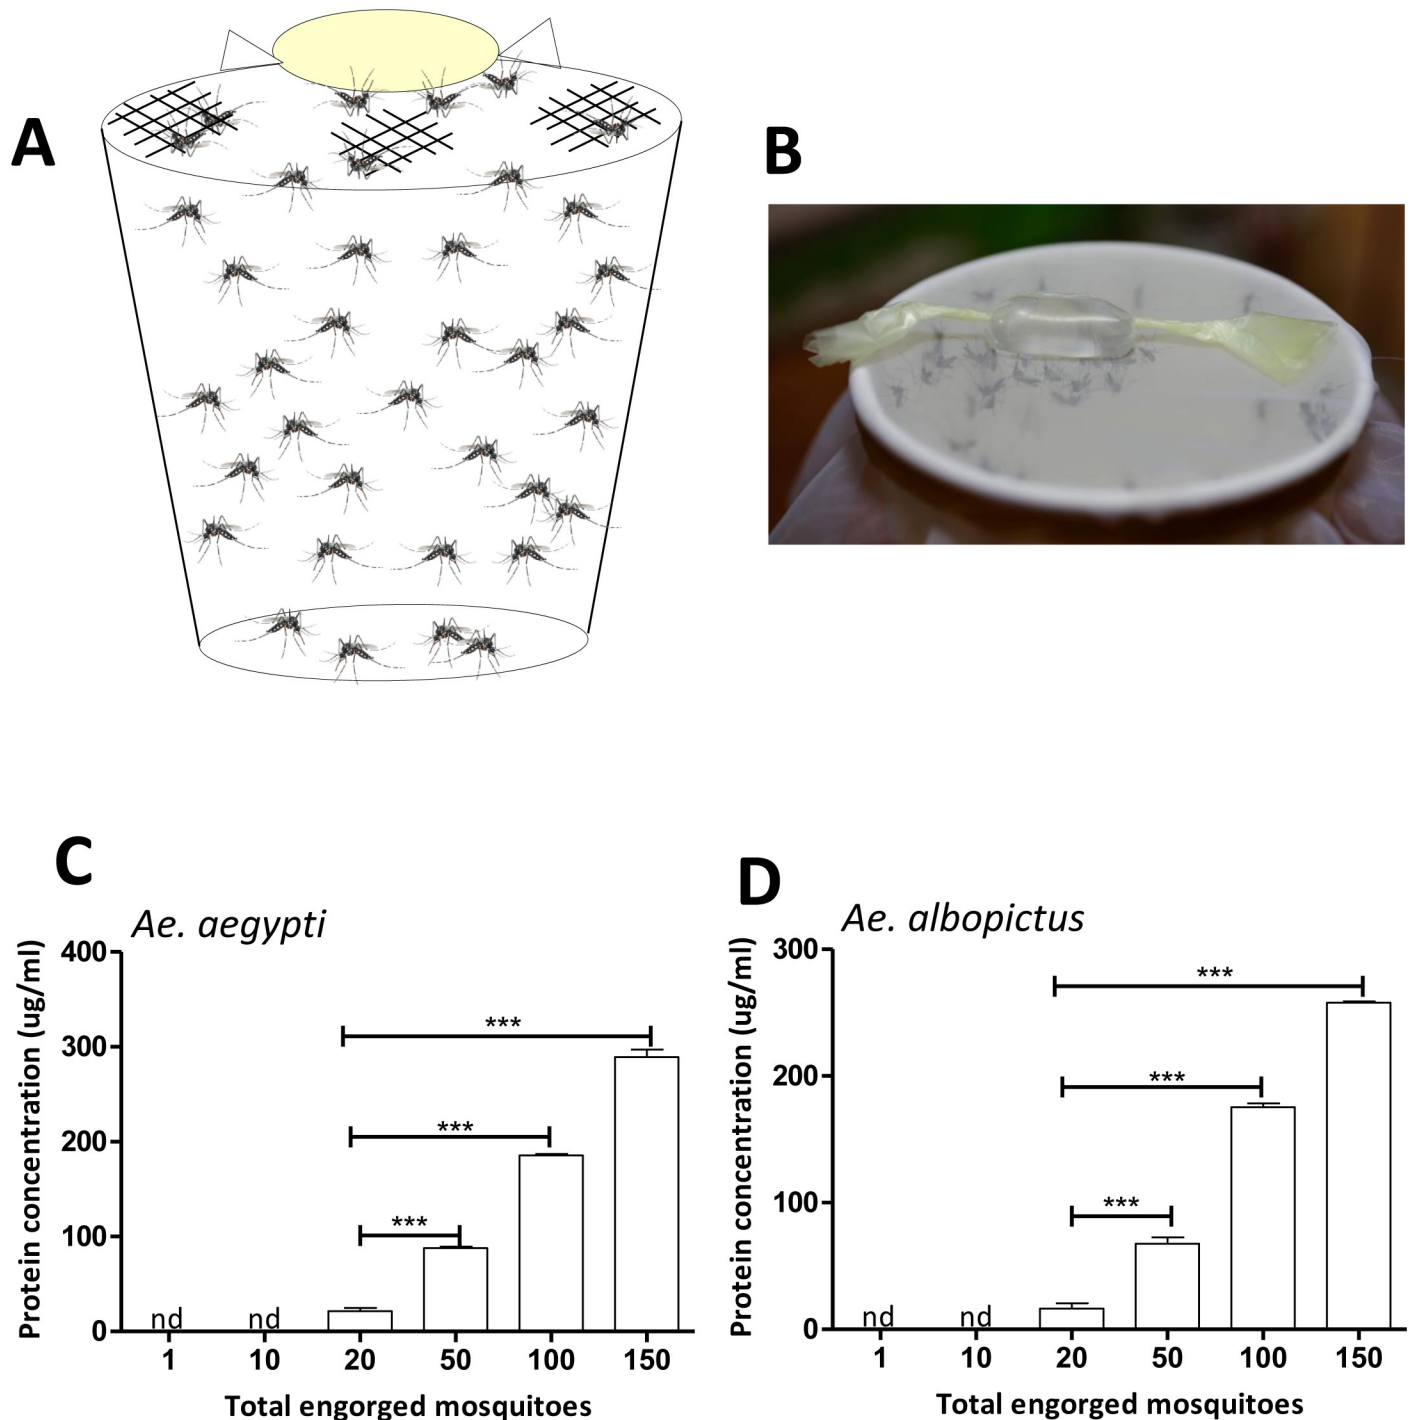 A
B
C
Ae. aegypti
Protein concentration (ug/ml)
400
300
200
100
0
***
***
***
nd
nd
1
10
20
50
100
150
Total engorged mosquitoes
D
Ae. albopictus
Protein concentration (ug/ml)
300
200
100
0
***
***
***
nd
nd
1
10
20
50
100
150
Total engorged mosquitoes